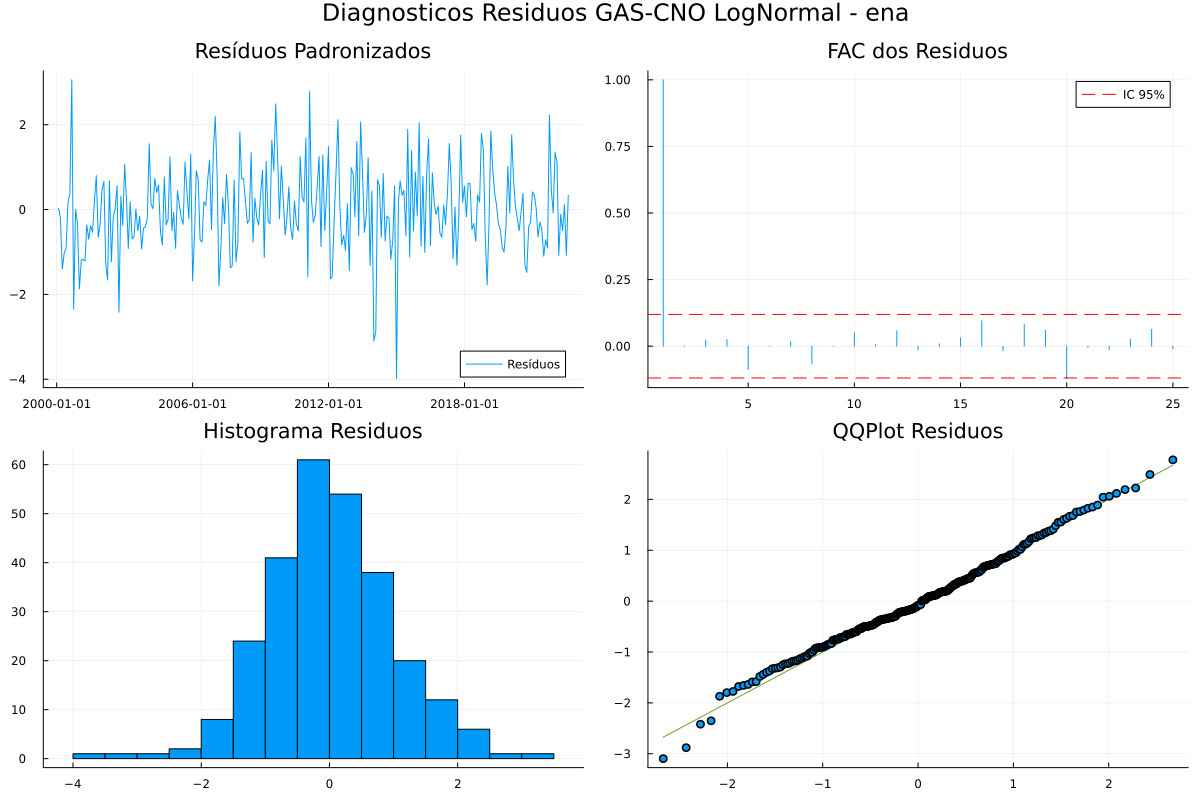 Diagnosticos Residuos GAS-CNO LogNormal - ena
Resíduos Padronizados
2
0
−2
−4
Resíduos
2000-01-01 2006-01-01 2012-01-01 2018-01-01
FAC dos Residuos
1.00
0.75
0.50
0.25
0.00
IC 95%
5 10 15 20 25
Histograma Residuos
60
50
40
30
20
10
0
−4 −2 0 2
QQPlot Residuos
2
1
0
−1
−2
−3
−2 −1 0 1 2